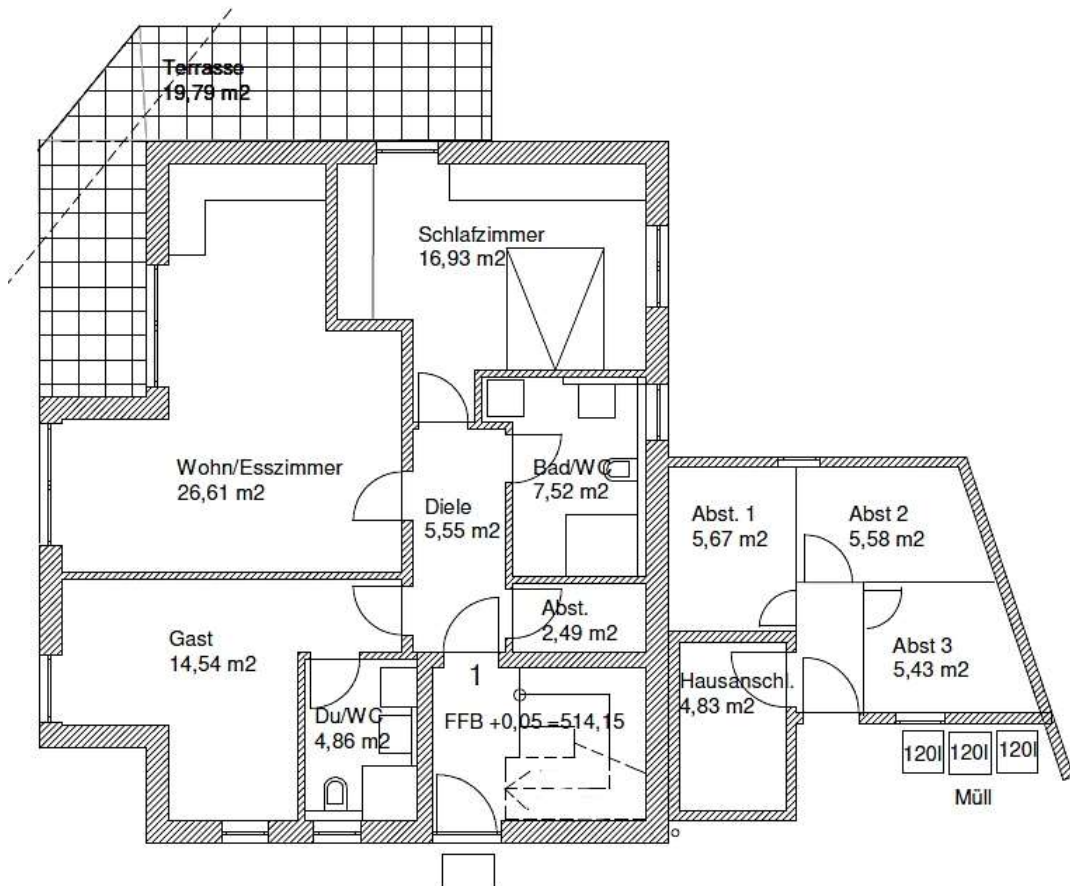 Terrasse
19,79 m2
Schlafzimmer
16,93 m2
Wohn/Esszimmer
26,61 m2
Diele
5,55 m2
Bad/WC
7,52 m2
Abst. 1
5,67 m2
Abst 2
5,58 m2
Abst.
2,49 m2
Gast
14,54 m2
Abst 3
5,43 m2
1
Hausanschl.
4,83 m2
Du/WC
4,86 m2
FFB +0,05 =514,15
120l
120l
120l
Müll